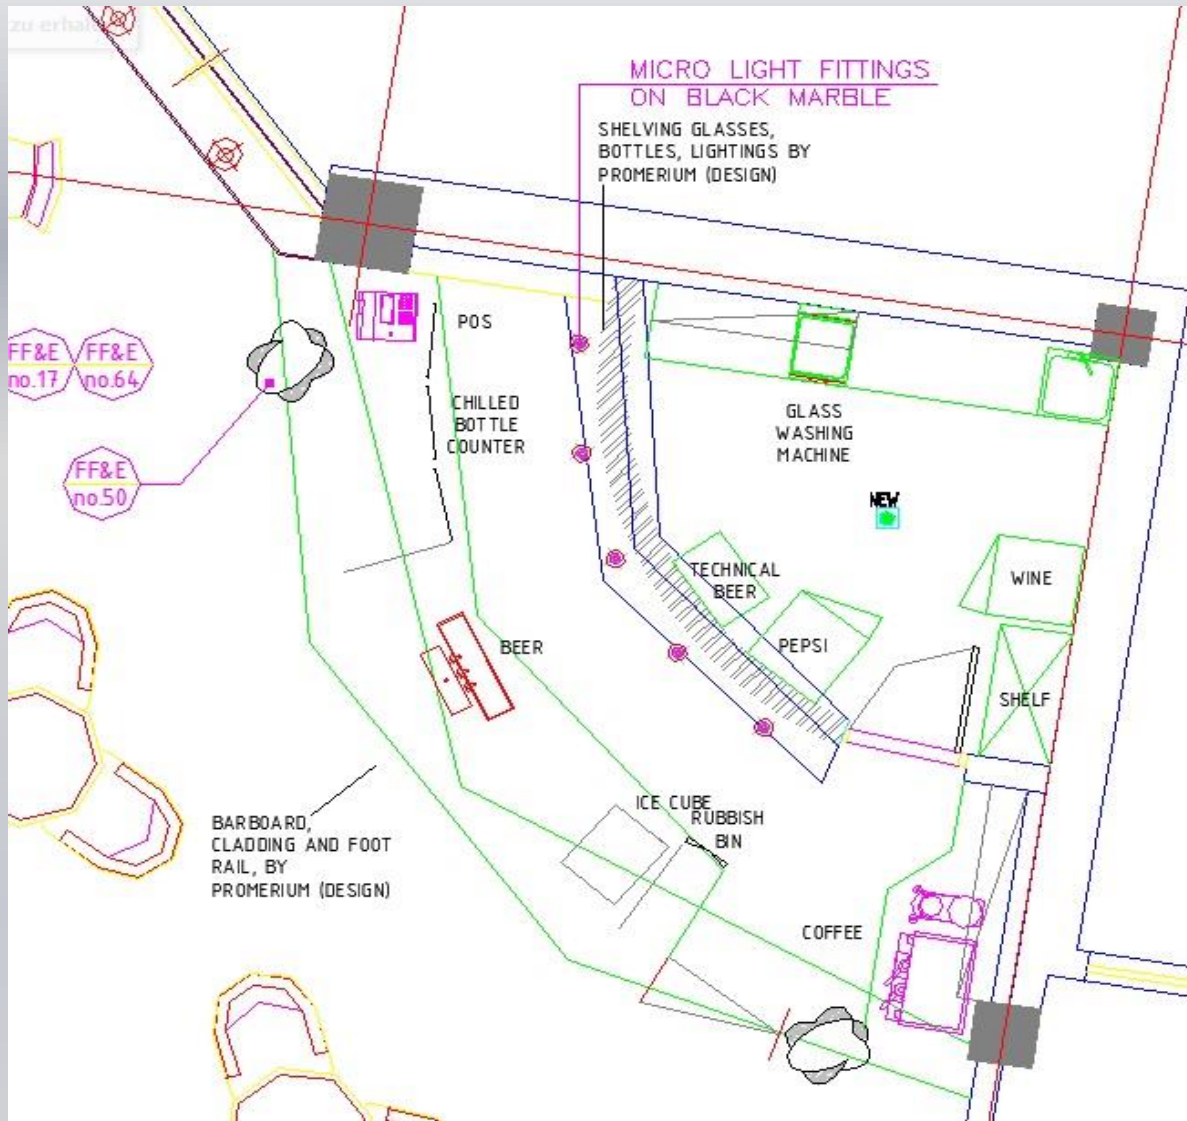 zu erhal
MICRO LIGHT FITTINGS
ON BLACK MARBLE
SHELVING GLASSES,
BOTTLES, LIGHTINGS BY
PROMERIUM (DESIGN)
POS
FF&E
no.17
FF&E
no.64
CHILLED
BOTTLE
COUNTER
GLASS
WASHING
MACHINE
FF&E
no.50
NEW
TECHNICAL
BEER
WINE
PEPSI
BEER
SHELF
ICE CUBE
RUBBISH
BIN
BARBOARD,
CLADDING AND FOOT
RAIL, BY
PROMERIUM (DESIGN)
COFFEE